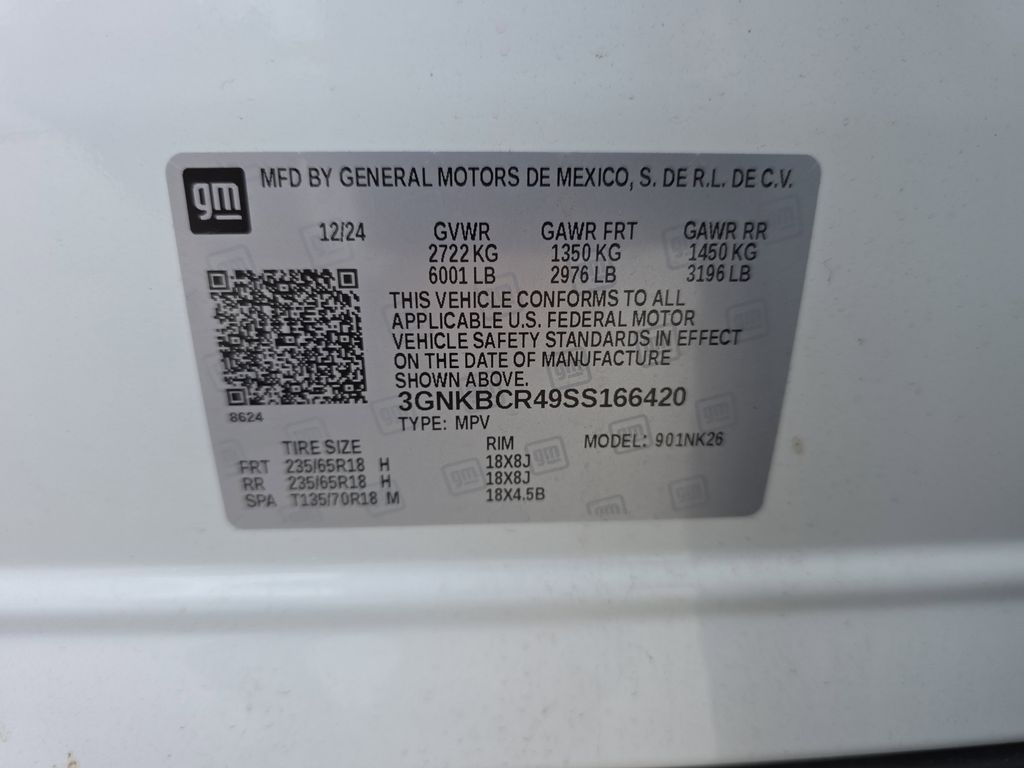 gm
MFD BY GENERAL MOTORS DE MEXICO, S. DE R.L. DE C.V.
12/24 GVWR GAWR FRT GAWR RR
2722 KG 1350 KG 1450 KG
6001 LB 2976 LB 3196 LB
THIS VEHICLE CONFORMS TO ALL
APPLICABLE U.S. FEDERAL MOTOR
VEHICLE SAFETY STANDARDS IN EFFECT
ON THE DATE OF MANUFACTURE
SHOWN ABOVE.
8624
3GNKBCR49SS166420
TYPE: MPV
TIRE SIZE RIM MODEL: 901NK26
FRT 235/65R18 H 18X8J
RR 235/65R18 H 18X8J
SPA T135/70R18 M 18X4.5B